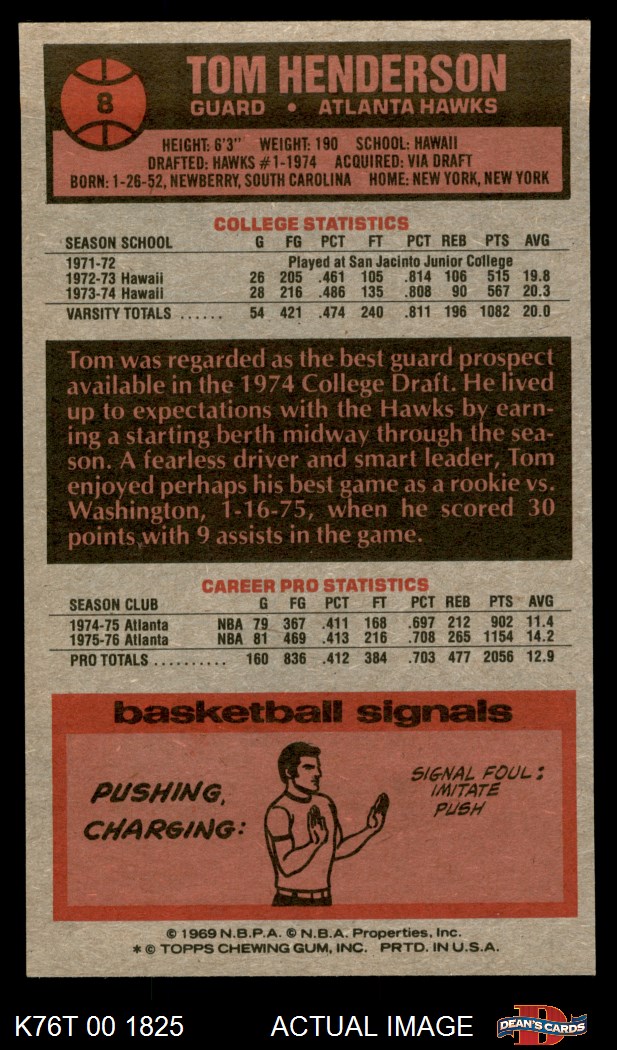 8
TOM HENDERSON
GUARD • ATLANTA HAWKS
HEIGHT: 6'3" WEIGHT: 190 SCHOOL: HAWAII
DRAFTED: HAWKS #1-1974 ACQUIRED: VIA DRAFT
BORN: 1-26-52, NEWBERRY, SOUTH CAROLINA HOME: NEW YORK, NEW YORK
COLLEGE STATISTICS
SEASON SCHOOL G FG PCT FT PCT REB PTS AVG
1971-72 Played at San Jacinto Junior College
1972-73 Hawaii 26 205 .461 105 .814 106 515 19.8
1973-74 Hawaii 28 216 .486 135 .808 90 567 20.3
VARSITY TOTALS ...... 54 421 .474 240 .811 196 1082 20.0
Tom was regarded as the best guard prospect
available in the 1974 College Draft. He lived
up to expectations with the Hawks by earn-
ing a starting berth midway through the sea-
son. A fearless driver and smart leader, Tom
enjoyed perhaps his best game as a rookie vs.
Washington, 1-16-75, when he scored 30
points with 9 assists in the game.
CAREER PRO STATISTICS
SEASON CLUB G FG PCT FT PCT REB PTS AVG
1974-75 Atlanta NBA 79 367 .411 168 .697 212 902 11.4
1975-76 Atlanta NBA 81 469 .413 216 .708 265 1154 14.2
PRO TOTALS .......... 160 836 .412 384 .703 477 2056 12.9
basketball signals
PUSHING,
CHARGING:
SIGNAL FOUL:
IMITATE
PUSH
© 1969 N.B.P.A. © N.B.A. Properties, Inc.
* © TOPPS CHEWING GUM, INC. PRTD. IN U.S.A.
K76T 00 1825 ACTUAL IMAGE
D
DEAN'S CARDS